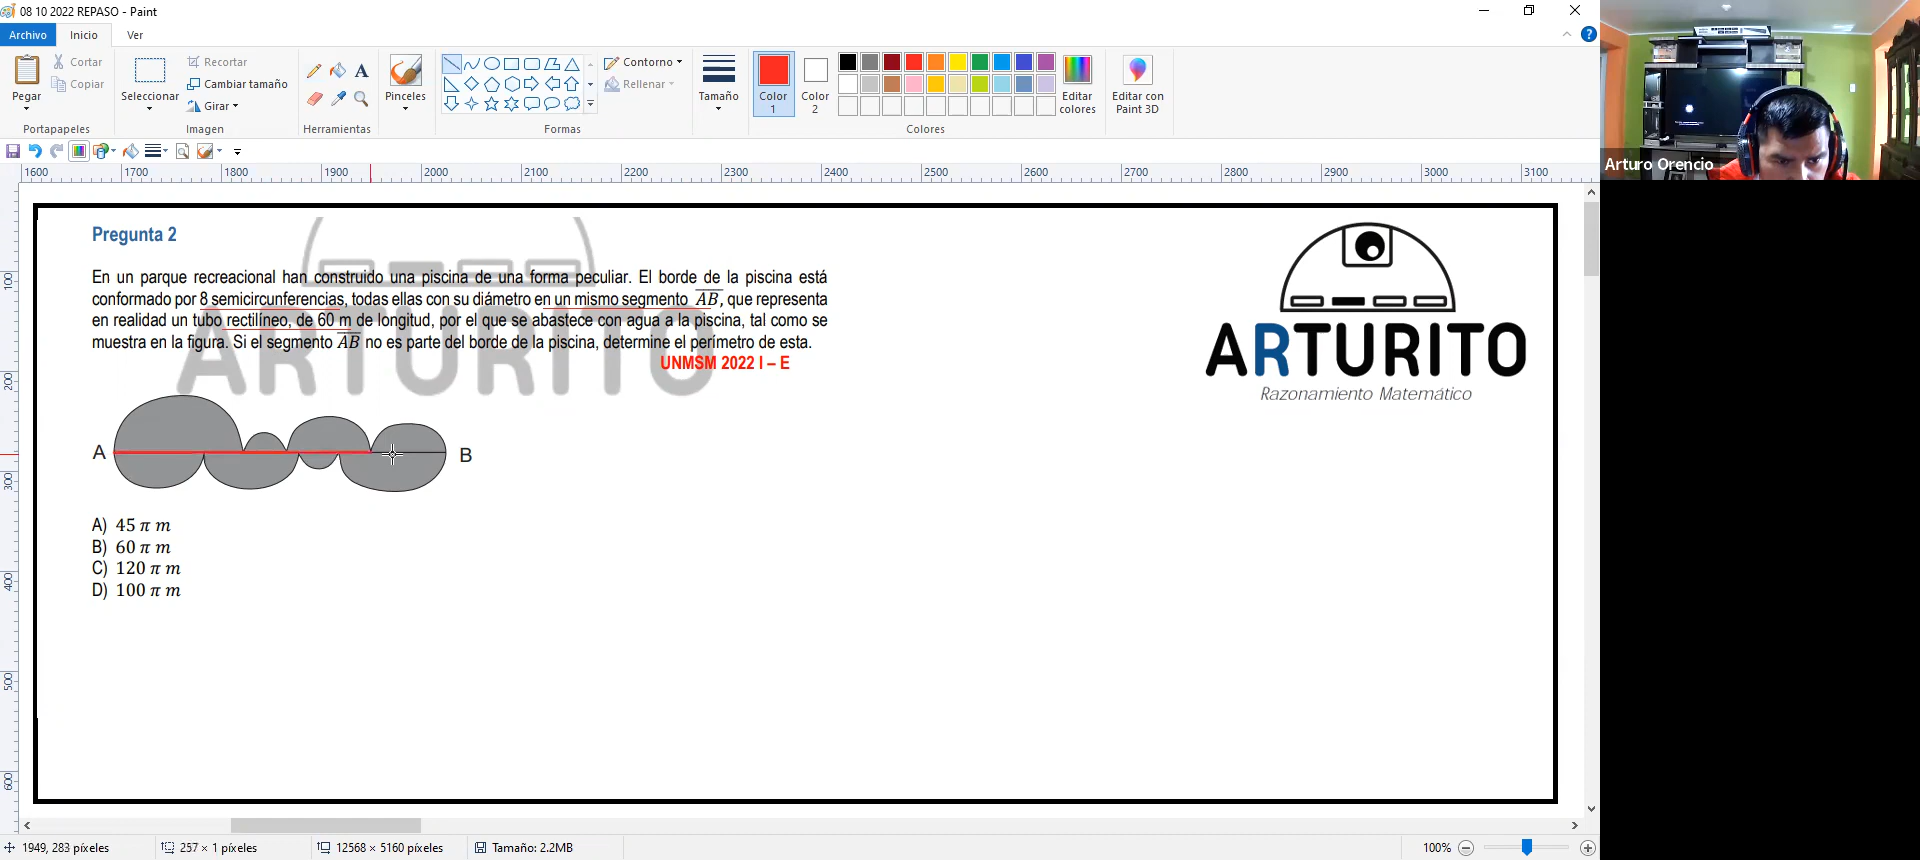 08 10 2022 REPASO - Paint
Archivo Inicio Ver
Pegar Cortar Copiar Portapapeles
Seleccionar Recortar Cambiar tamaño Girar Imagen
A Herramientas
Pinceles
Contorno Rellenar Formas
Tamaño
Color 1 Color 2 Editar colores Colores
Editar con Paint 3D
Arturo Orencio
1600 1700 1800 1900 2000 2100 2200 2300 2400 2500 2600 2700 2800 2900 3000 3100
100
200
300
400
500
600
Pregunta 2
En un parque recreacional han construido una piscina de una forma peculiar. El borde de la piscina está
conformado por 8 semicircunferencias, todas ellas con su diámetro en un mismo segmento AB, que representa
en realidad un tubo rectilíneo, de 60 m de longitud, por el que se abastece con agua a la piscina, tal como se
muestra en la figura. Si el segmento AB no es parte del borde de la piscina, determine el perímetro de esta.
UNMSM 2022 I – E
ARTURITO
ARTURITO
Razonamiento Matemático
A B
A) 45 π m
B) 60 π m
C) 120 π m
D) 100 π m
1949, 283 píxeles 257 × 1 píxeles 12568 × 5160 píxeles Tamaño: 2.2MB 100%